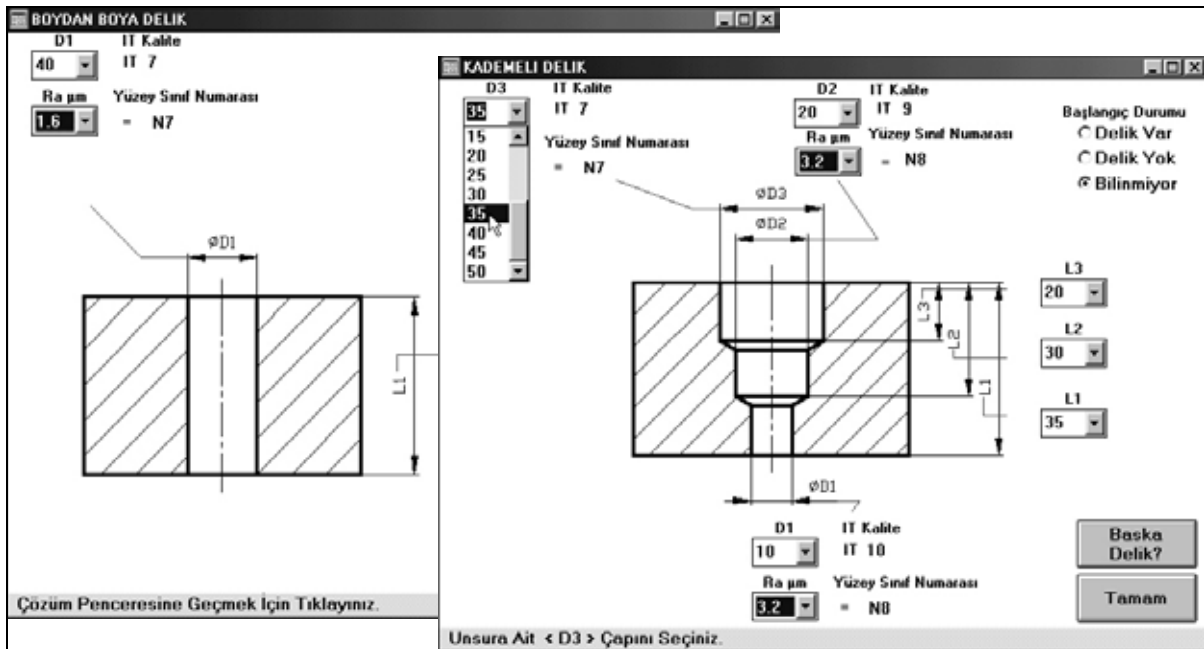 BOYDAN BOYA DELIK
D1 IT Kalite
40 IT 7
Ra µm Yüzey Sınıf Numarası
1.6 = N7
ØD1
L1
Çözüm Penceresine Geçmek İçin Tıklayınız.
KADEMELİ DELİK
D3 IT Kalite
35 IT 7
15
20
25
30
35
40
45
50
Yüzey Sınıf Numarası
= N7
D2 IT Kalite
20 IT 9
Ra µm Yüzey Sınıf Numarası
3.2 = N8
Başlangıç Durumu
Delik Var
Delik Yok
Bilinmiyor
ØD3
ØD2
L3
L2
L1
L3
20
L2
30
L1
35
ØD1
D1 IT Kalite
10 IT 10
Ra µm Yüzey Sınıf Numarası
3.2 = N8
Baska
Delik?
Tamam
Unsura Ait < D3 > Çapını Seçiniz.